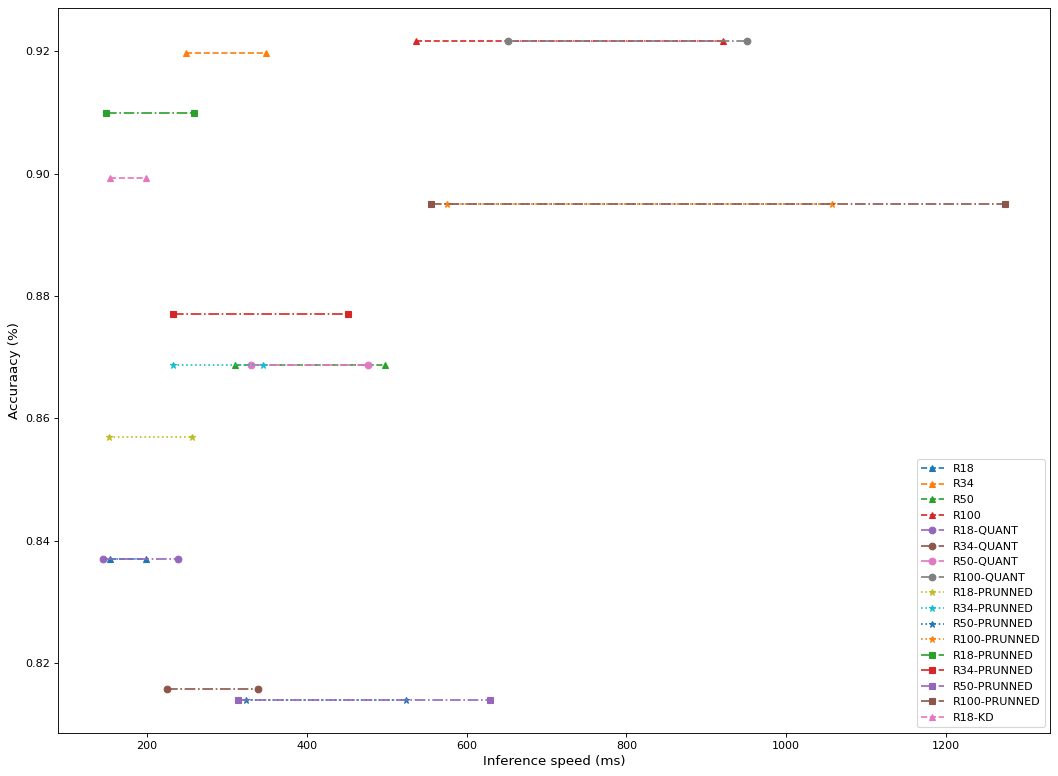 0.92
0.90
0.88
0.86
0.84
0.82
Accuraacy (%)
200
400
600
800
1000
1200
Inference speed (ms)
R18
R34
R50
R100
R18-QUANT
R34-QUANT
R50-QUANT
R100-QUANT
R18-PRUNNED
R34-PRUNNED
R50-PRUNNED
R100-PRUNNED
R18-PRUNNED
R34-PRUNNED
R50-PRUNNED
R100-PRUNNED
R18-KD